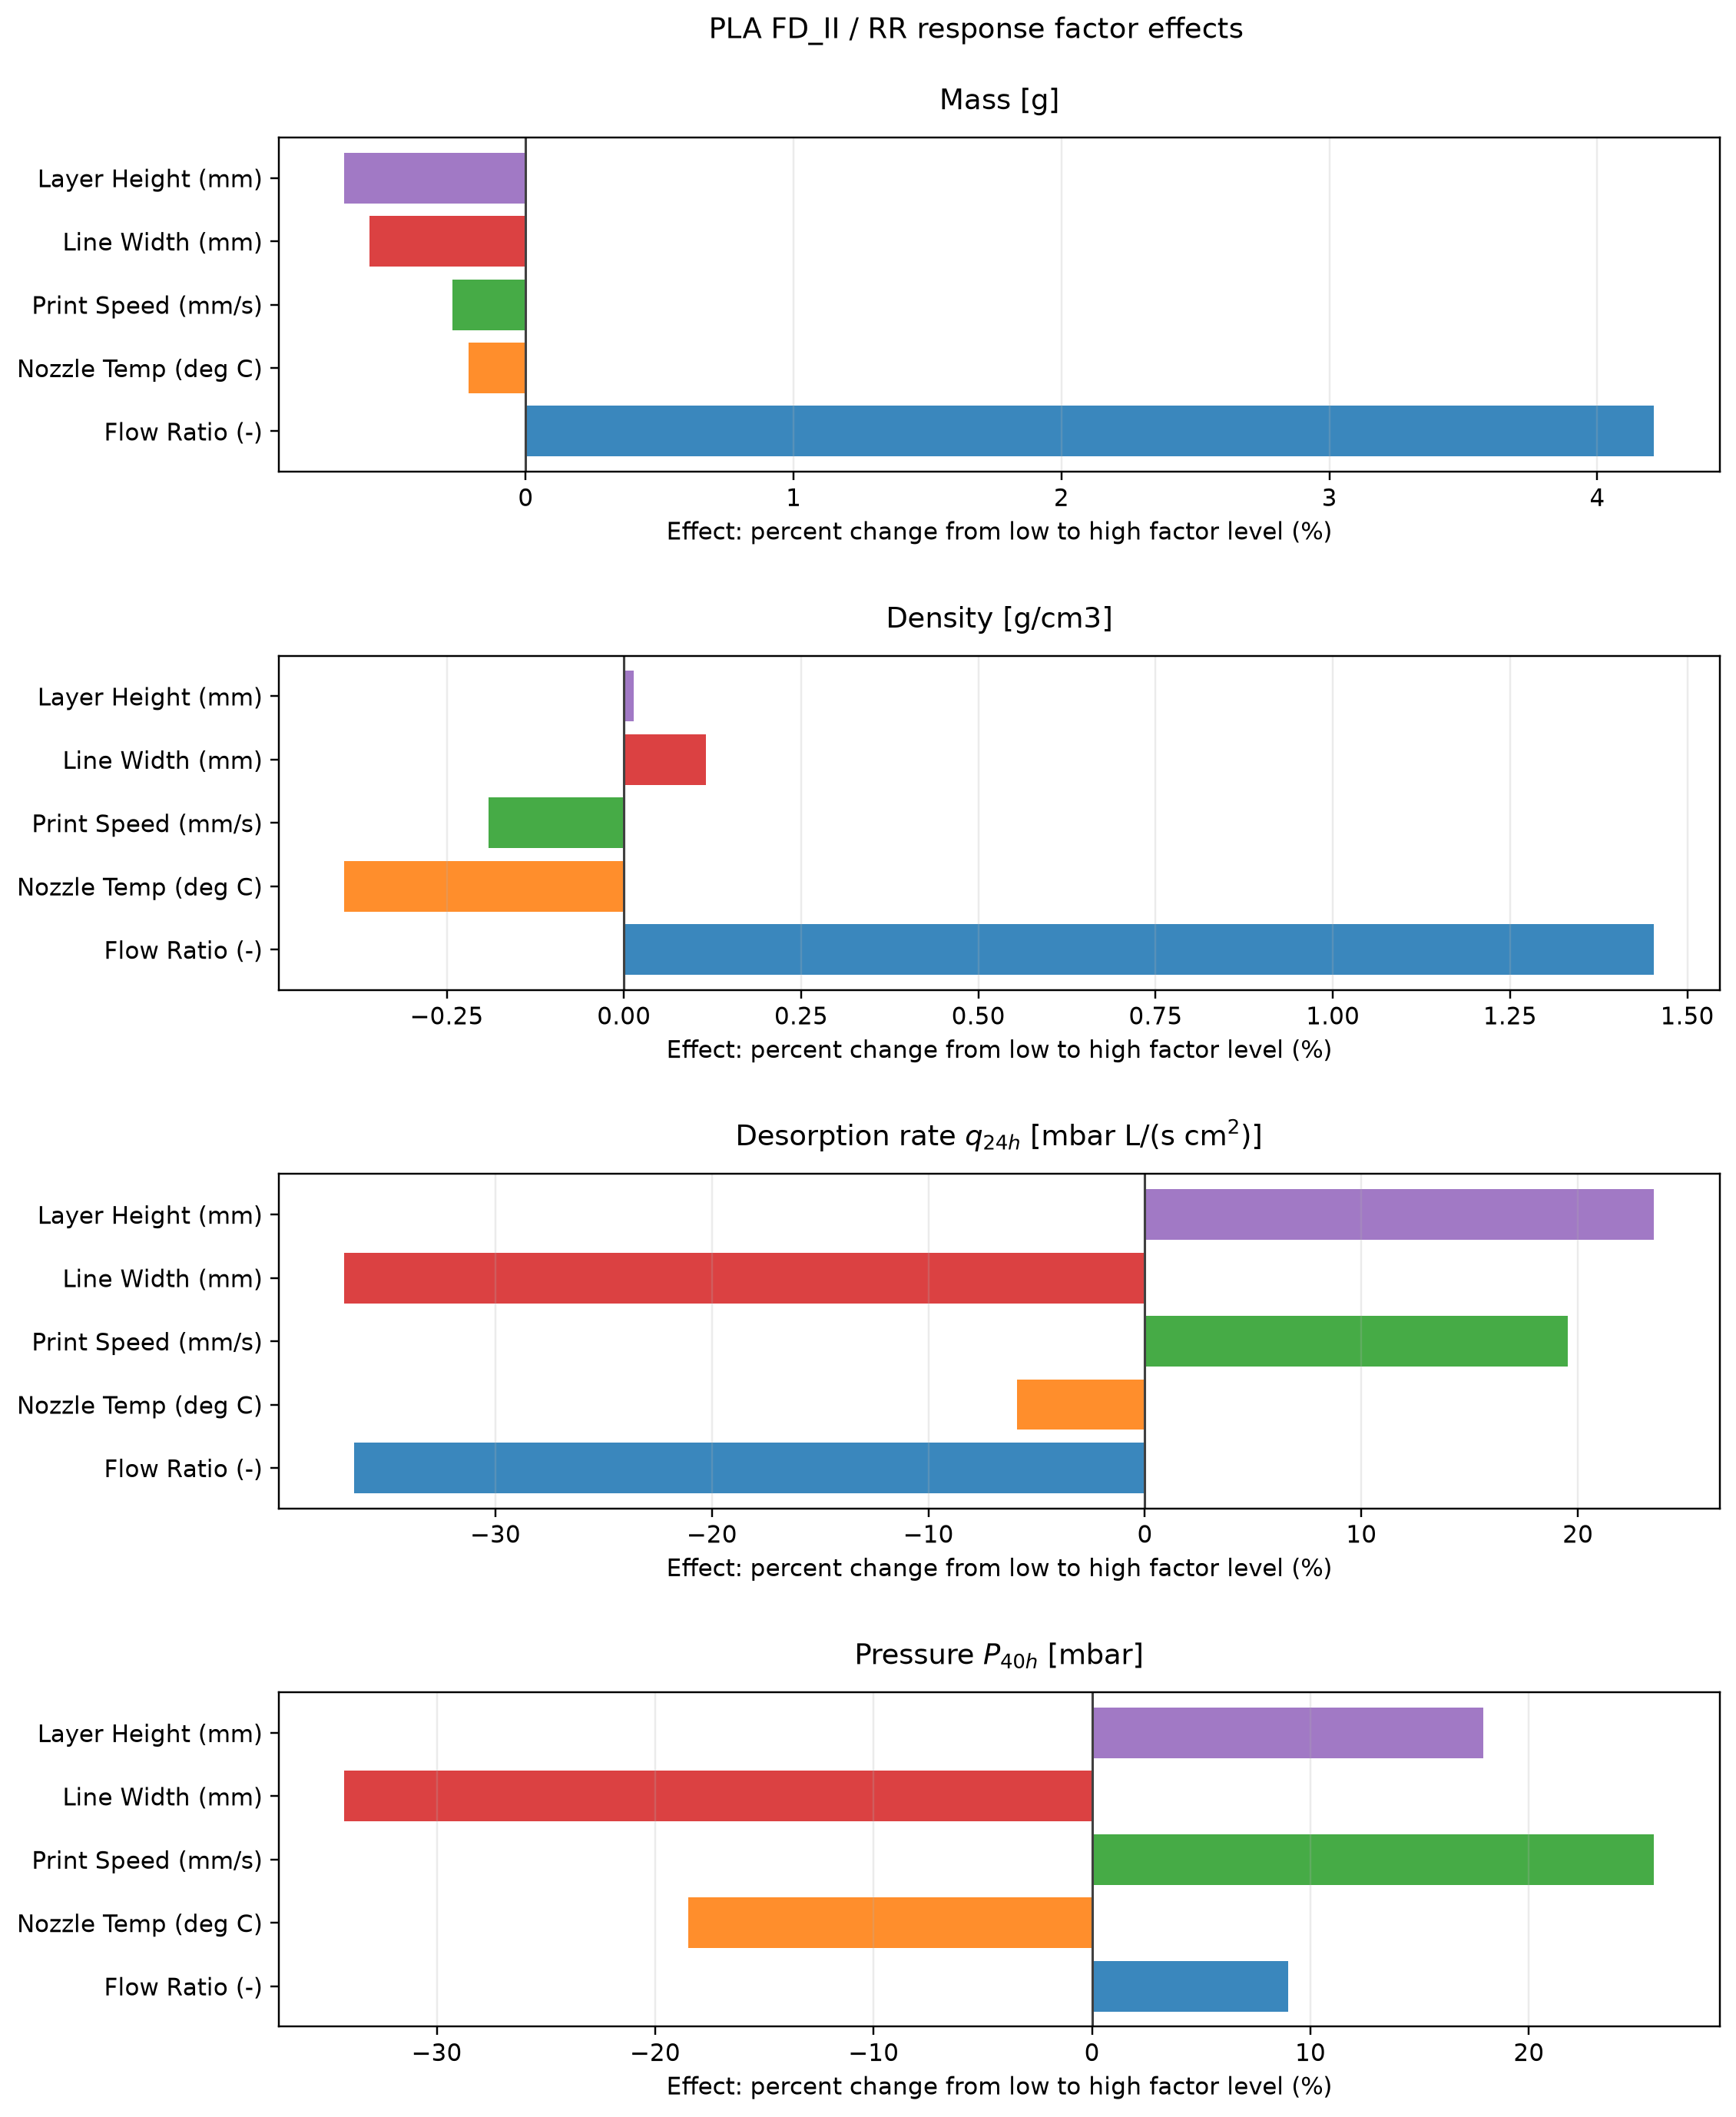 PLA FD_II / RR response factor effects
Mass [g]
Layer Height (mm)
Line Width (mm)
Print Speed (mm/s)
Nozzle Temp (deg C)
Flow Ratio (-)
0 1 2 3 4
Effect: percent change from low to high factor level (%)
Density [g/cm3]
Layer Height (mm)
Line Width (mm)
Print Speed (mm/s)
Nozzle Temp (deg C)
Flow Ratio (-)
−0.25 0.00 0.25 0.50 0.75 1.00 1.25 1.50
Effect: percent change from low to high factor level (%)
Desorption rate q24h [mbar L/(s cm²)]
Layer Height (mm)
Line Width (mm)
Print Speed (mm/s)
Nozzle Temp (deg C)
Flow Ratio (-)
−30 −20 −10 0 10 20
Effect: percent change from low to high factor level (%)
Pressure P40h [mbar]
Layer Height (mm)
Line Width (mm)
Print Speed (mm/s)
Nozzle Temp (deg C)
Flow Ratio (-)
−30 −20 −10 0 10 20
Effect: percent change from low to high factor level (%)